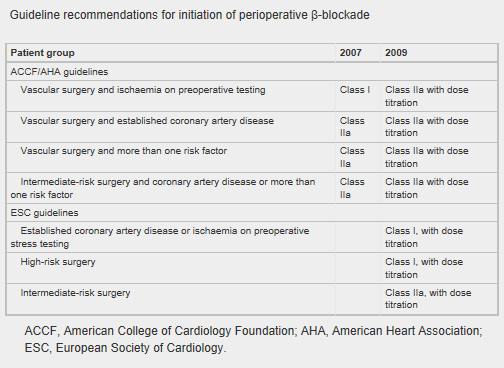 Guideline recommendations for initiation of perioperative β-blockade
Patient group 2007 2009
ACCF/AHA guidelines
Vascular surgery and ischaemia on preoperative testing Class I Class IIa with dose
titration
Vascular surgery and established coronary artery disease Class Class IIa with dose
IIa titration
Vascular surgery and more than one risk factor Class Class IIa with dose
IIa titration
Intermediate-risk surgery and coronary artery disease or more than Class Class IIa with dose
one risk factor IIa titration
ESC guidelines
Established coronary artery disease or ischaemia on preoperative Class I, with dose
stress testing titration
High-risk surgery Class I, with dose
titration
Intermediate-risk surgery Class IIa, with dose
titration
ACCF, American College of Cardiology Foundation; AHA, American Heart Association;
ESC, European Society of Cardiology.